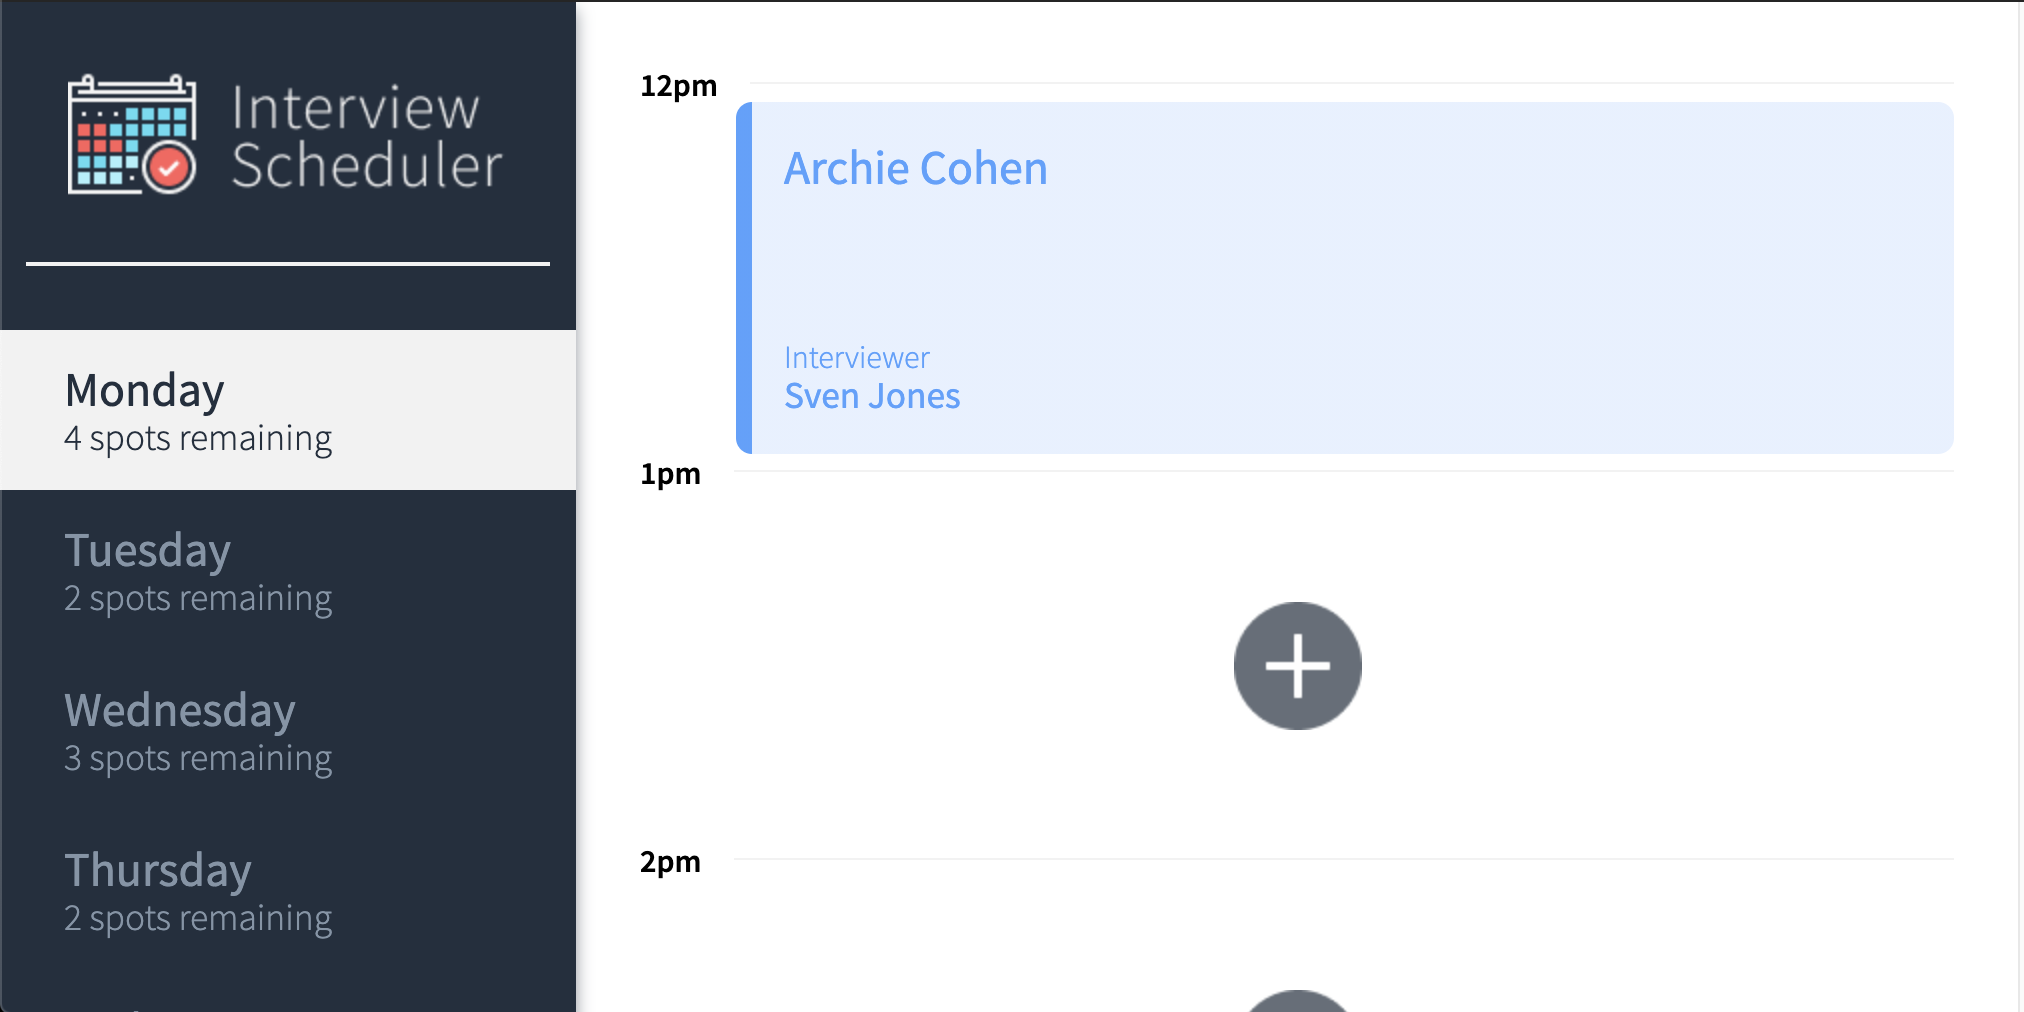 Interview
Scheduler
Monday
4 spots remaining
Tuesday
2 spots remaining
Wednesday
3 spots remaining
Thursday
2 spots remaining
12pm
Archie Cohen
Interviewer
Sven Jones
1pm
2pm